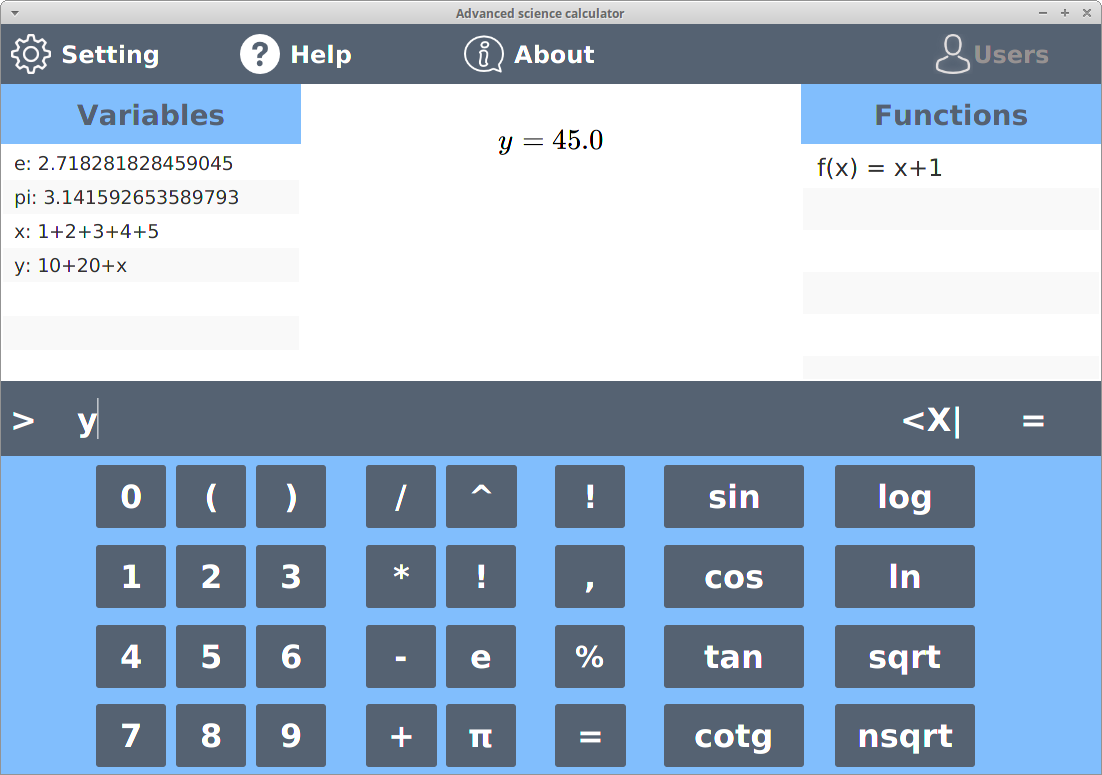 Advanced science calculator
Setting ? Help i About Users
Variables
e: 2.718281828459045
pi: 3.141592653589793
x: 1+2+3+4+5
y: 10+20+x
y = 45.0
Functions
f(x) = x+1
> y <X| =
0 ( ) / ^ ! sin log
1 2 3 * ! , cos ln
4 5 6 - e % tan sqrt
7 8 9 + π = cotg nsqrt